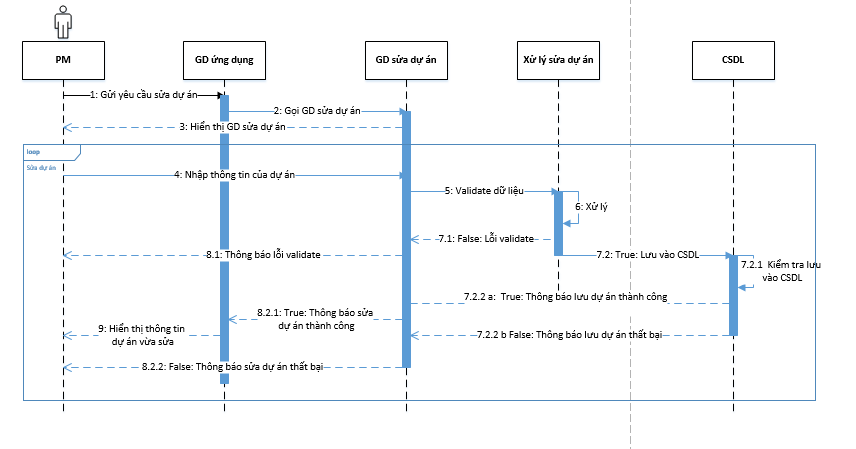 PM
GD ứng dụng
GD sửa dự án
Xử lý sửa dự án
CSDL
1: Gửi yêu cầu sửa dự án
2: Gọi GD sửa dự án
3: Hiển thị GD sửa dự án
loop
Sửa dự án
4: Nhập thông tin của dự án
5: Validate dữ liệu
6: Xử lý
7.1: False: Lỗi validate
8.1: Thông báo lỗi validate
7.2: True: Lưu vào CSDL
7.2.1 Kiểm tra lưu
vào CSDL
7.2.2 a: True: Thông báo lưu dự án thành công
8.2.1: True: Thông báo sửa
dự án thành công
9: Hiển thị thông tin
dự án vừa sửa
7.2.2 b False: Thông báo lưu dự án thất bại
8.2.2: False: Thông báo sửa dự án thất bại